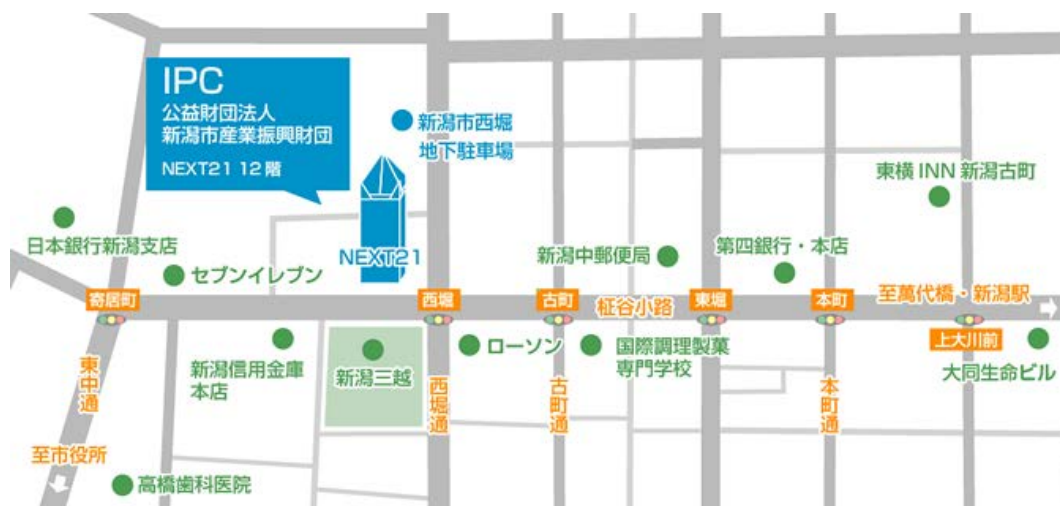 IPC
公益財団法人
新潟市産業振興財団
NEXT21 12階
新潟市西堀
地下駐車場
東横 INN 新潟古町
日本銀行新潟支店
セブンイレブン
NEXT21
新潟中郵便局
第四銀行・本店
寄居町
西堀
古町
柾谷小路
東堀
本町
至萬代橋・新潟駅
上大川前
東中通
新潟信用金庫
本店
新潟三越
西堀通
ローソン
古町通
国際調理製菓
専門学校
本町通
大同生命ビル
至市役所
高橋歯科医院